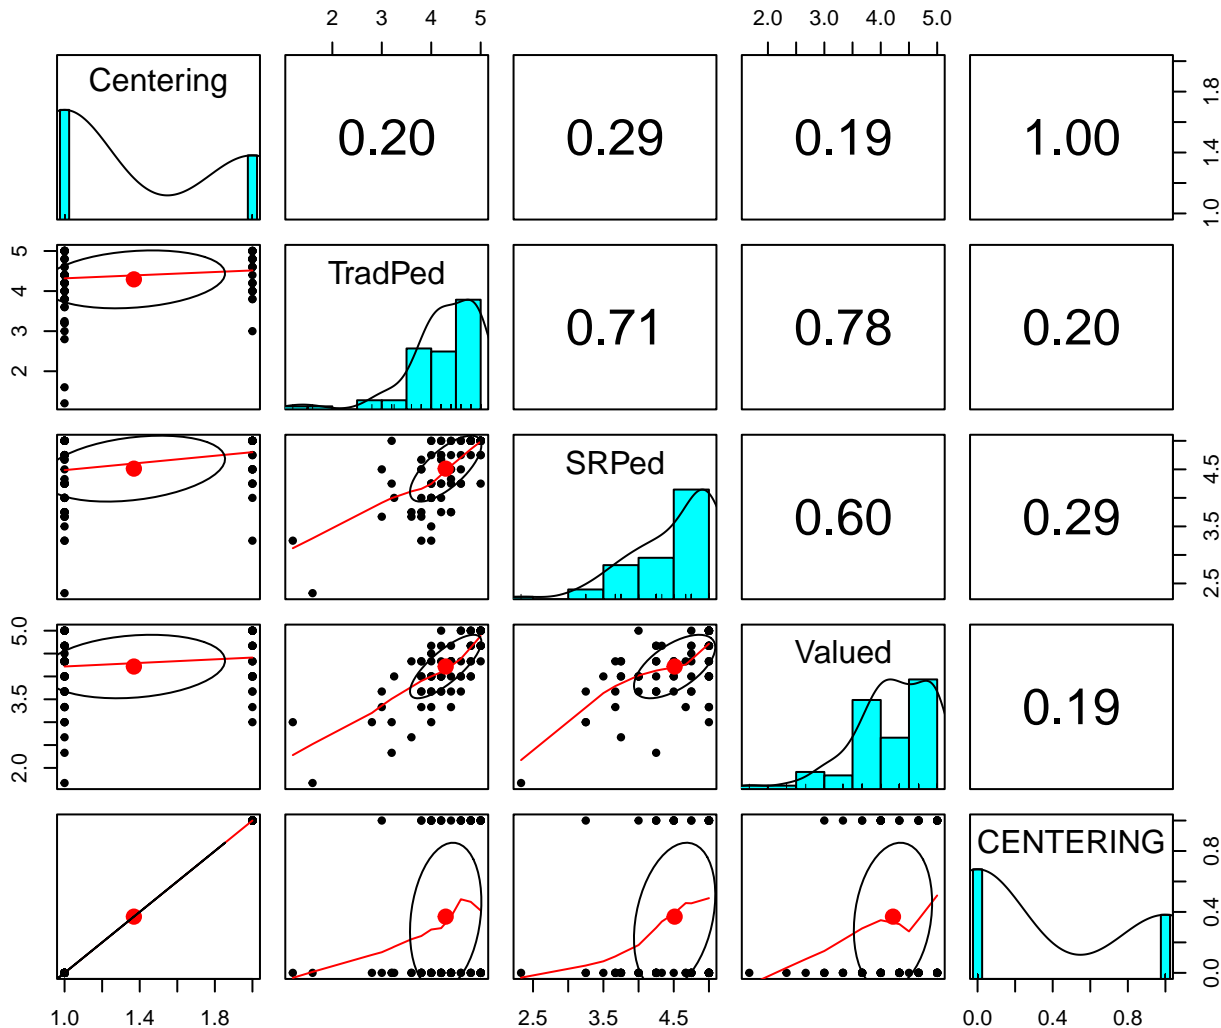 2 3 4 5 2.0 3.0 4.0 5.0
Centering 0.20 0.29 0.19 1.00
1.0 1.4 1.8
2 3 4 5
TradPed 0.71 0.78 0.20
SRPed 0.60 0.29
2.5 3.5 4.5
2.0 3.5 5.0
Valued 0.19
CENTERING
0.0 0.4 0.8
1.0 1.4 1.8 2.5 3.5 4.5 0.0 0.4 0.8